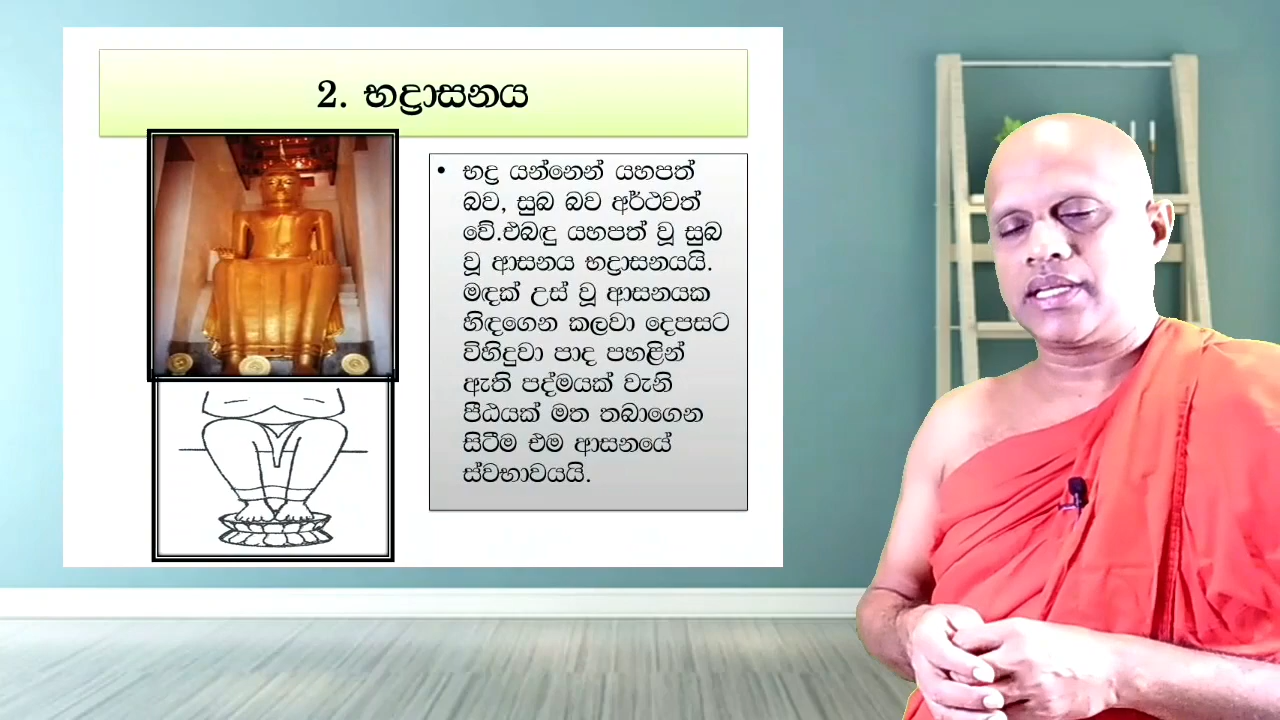 2. භද්‍රාසනය
• භද්‍ර යන්නෙන් යහපත්
බව, සුබ බව අර්ථවත්
වේ.එබඳු යහපත් වූ සුබ
වූ ආසනය භද්‍රාසනයයි.
මඳක් උස් වූ ආසනයක
හිඳගෙන කලවා දෙපසට
විහිදුවා පාද පහළින්
ඇති පද්මයක් වැනි
පීඨයක් මත තබාගෙන
සිටීම එම ආසනයේ
ස්වභාවයයි.